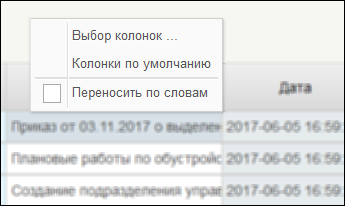 Выбор колонок ...
Колонки по умолчанию
Переносить по словам
Дата
Приказ от 03.11.2017 о выделен 2017-06-05 16:59:
Плановые работы по обустройс 2017-06-05 16:59:
Создание подразделения управ 2017-06-05 16:59: